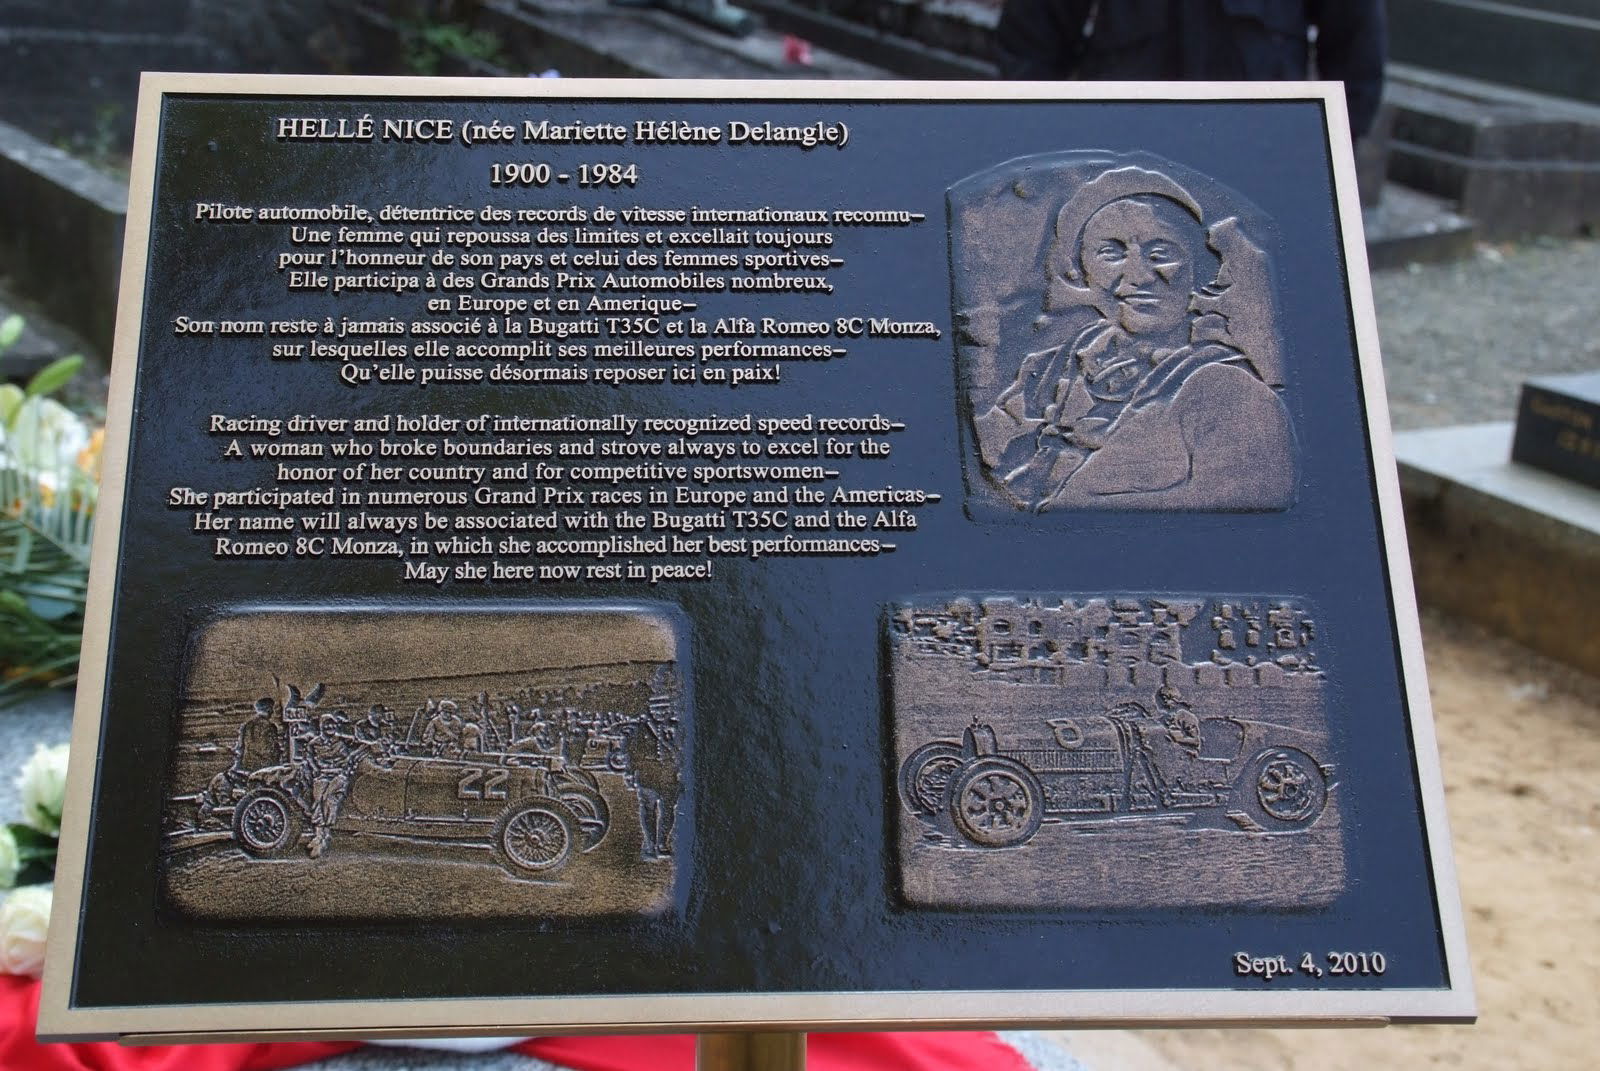 HELLÉ NICE (née Mariette Hélène Delangle)
1900 - 1984
Pilote automobile, détentrice des records de vitesse internationaux reconnu—
Une femme qui repoussa des limites et excellait toujours
pour l'honneur de son pays et celui des femmes sportives—
Elle participa à des Grands Prix Automobiles nombreux,
en Europe et en Amerique—
Son nom reste à jamais associé à la Bugatti T35C et la Alfa Romeo 8C Monza,
sur lesquelles elle accomplit ses meilleures performances—
Qu'elle puisse désormais reposer ici en paix!
Racing driver and holder of internationally recognized speed records—
A woman who broke boundaries and strove always to excel for the
honor of her country and for competitive sportswomen—
She participated in numerous Grand Prix races in Europe and the Americas—
Her name will always be associated with the Bugatti T35C and the Alfa
Romeo 8C Monza, in which she accomplished her best performances—
May she here now rest in peace!
22
Sept. 4, 2010